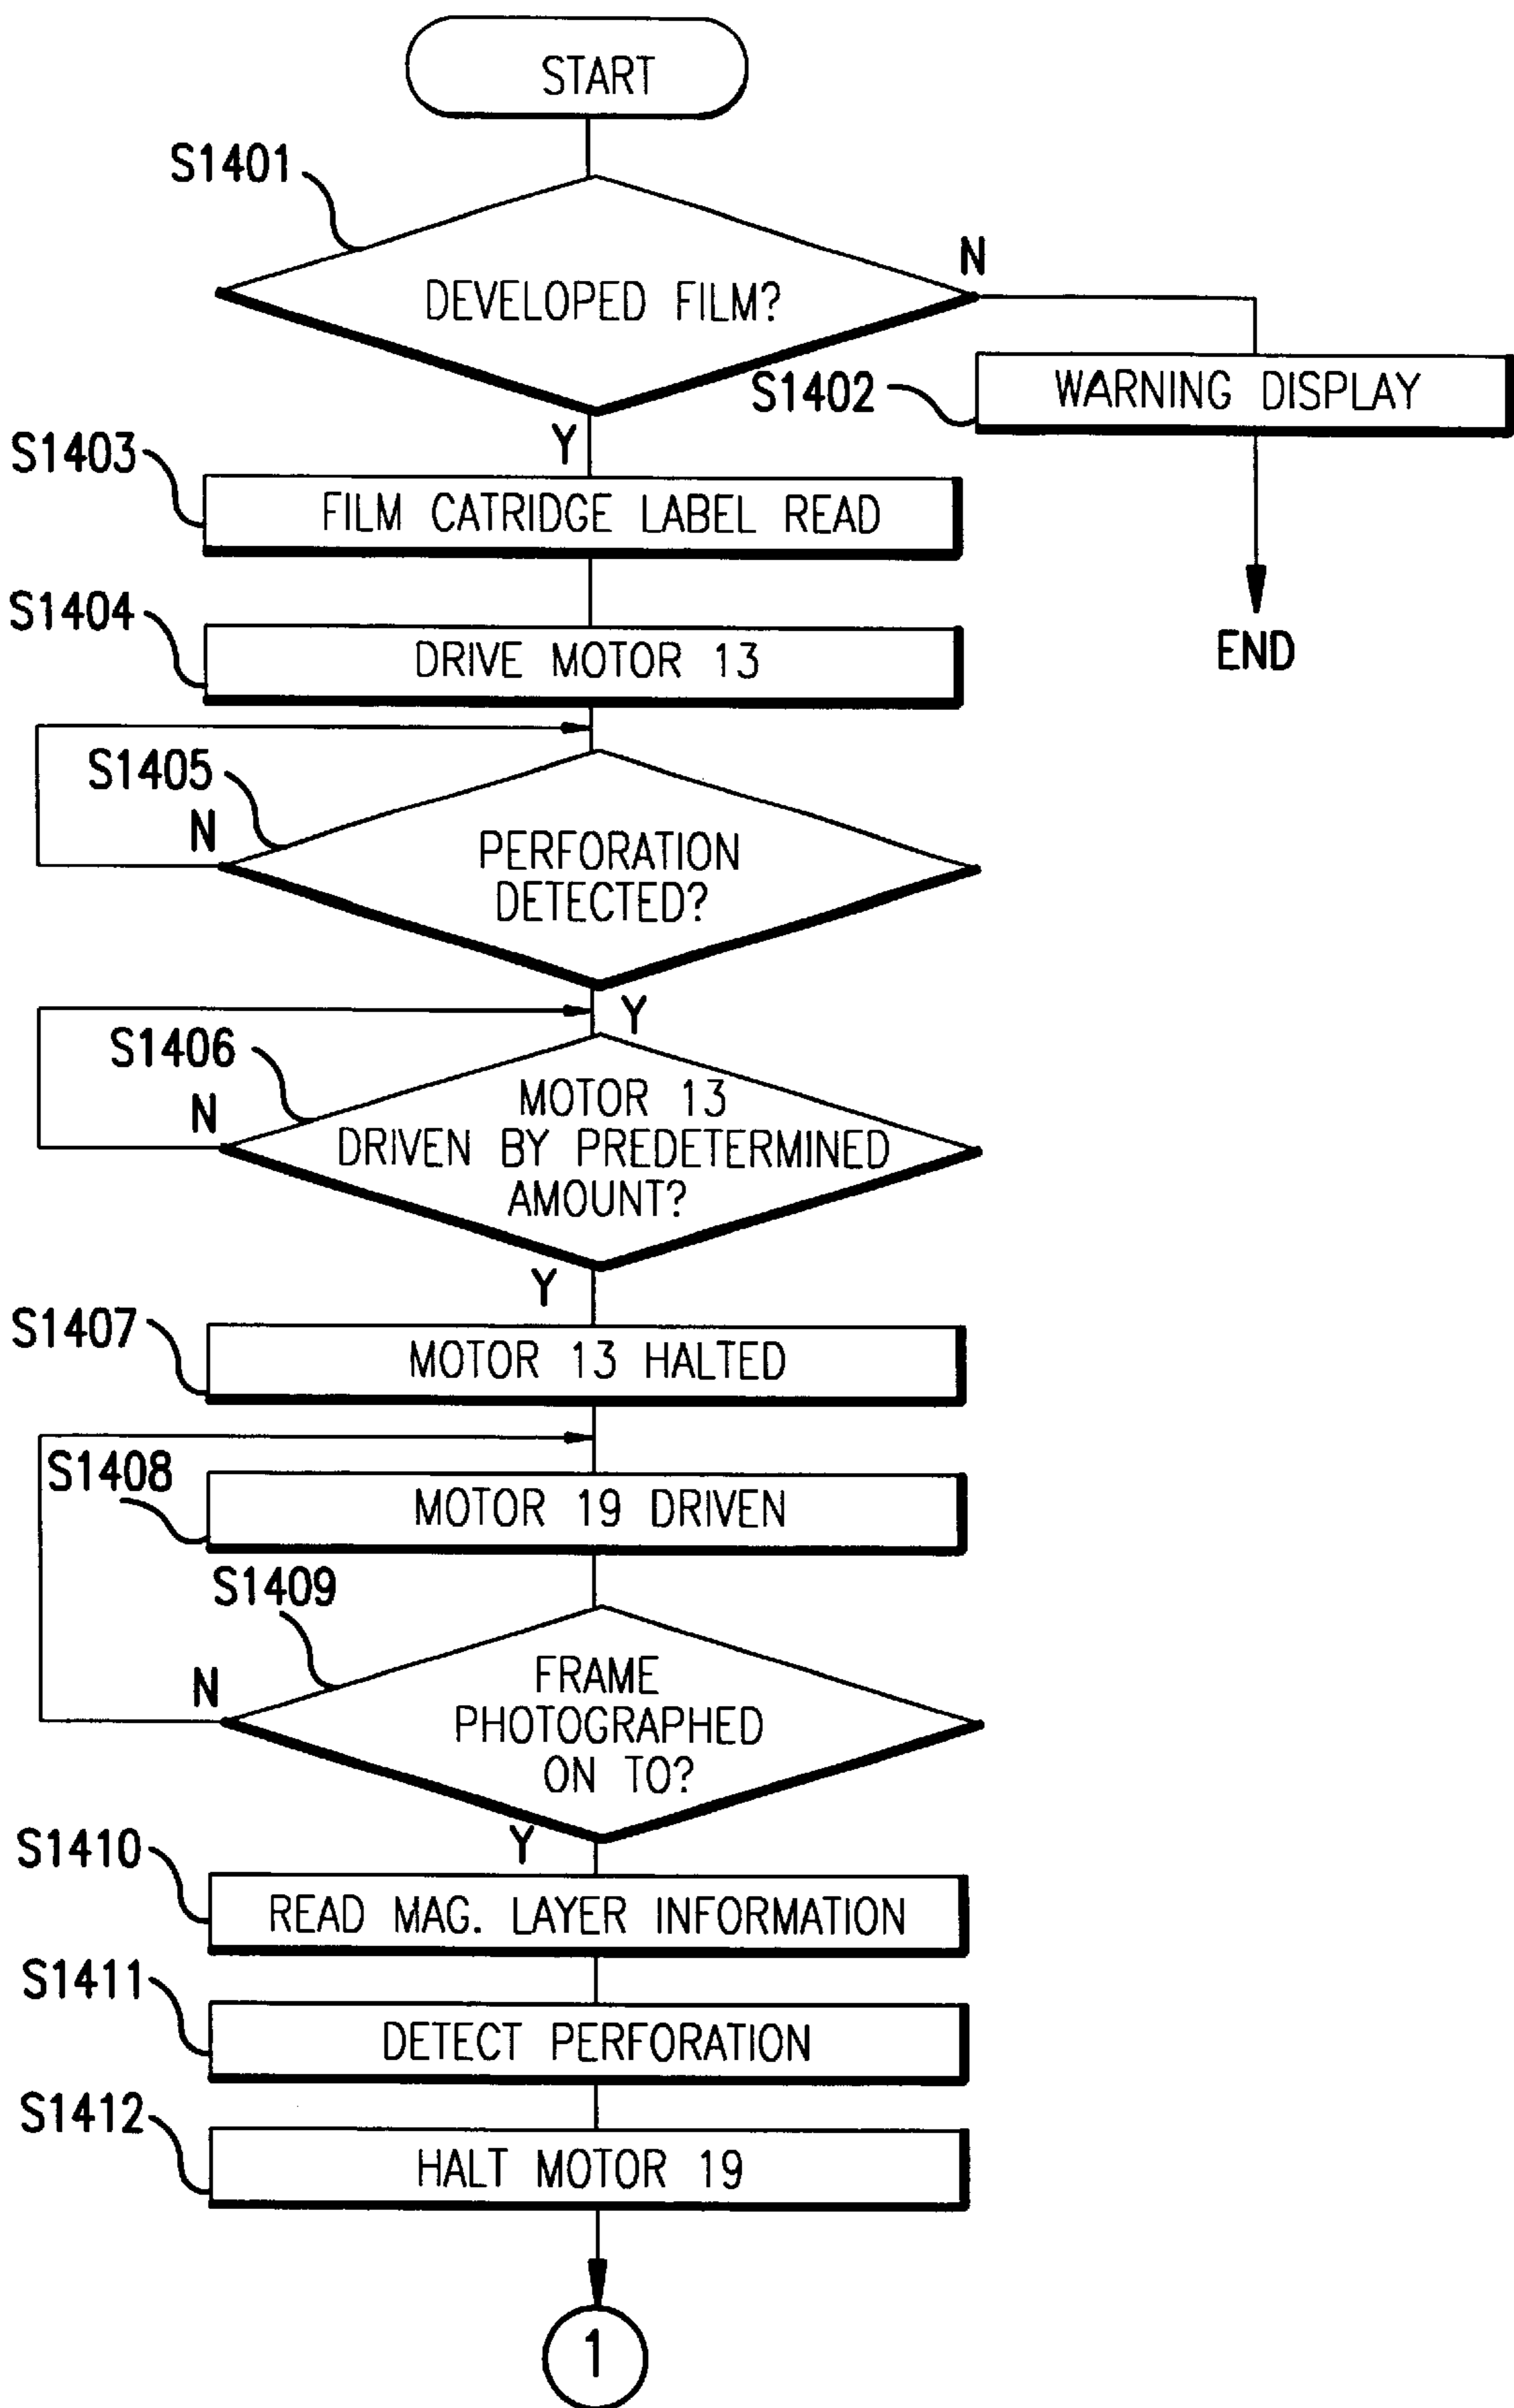 START
S1401
N
DEVELOPED FILM?
S1402
WARNING DISPLAY
Y
S1403
FILM CATRIDGE LABEL READ
S1404
DRIVE MOTOR 13
END
S1405
N
PERFORATION
DETECTED?
Y
S1406
N
MOTOR 13
DRIVEN BY PREDETERMINED
AMOUNT?
Y
S1407
MOTOR 13 HALTED
S1408
MOTOR 19 DRIVEN
S1409
N
FRAME
PHOTOGRAPHED
ON TO?
Y
S1410
READ MAG. LAYER INFORMATION
S1411
DETECT PERFORATION
S1412
HALT MOTOR 19
1